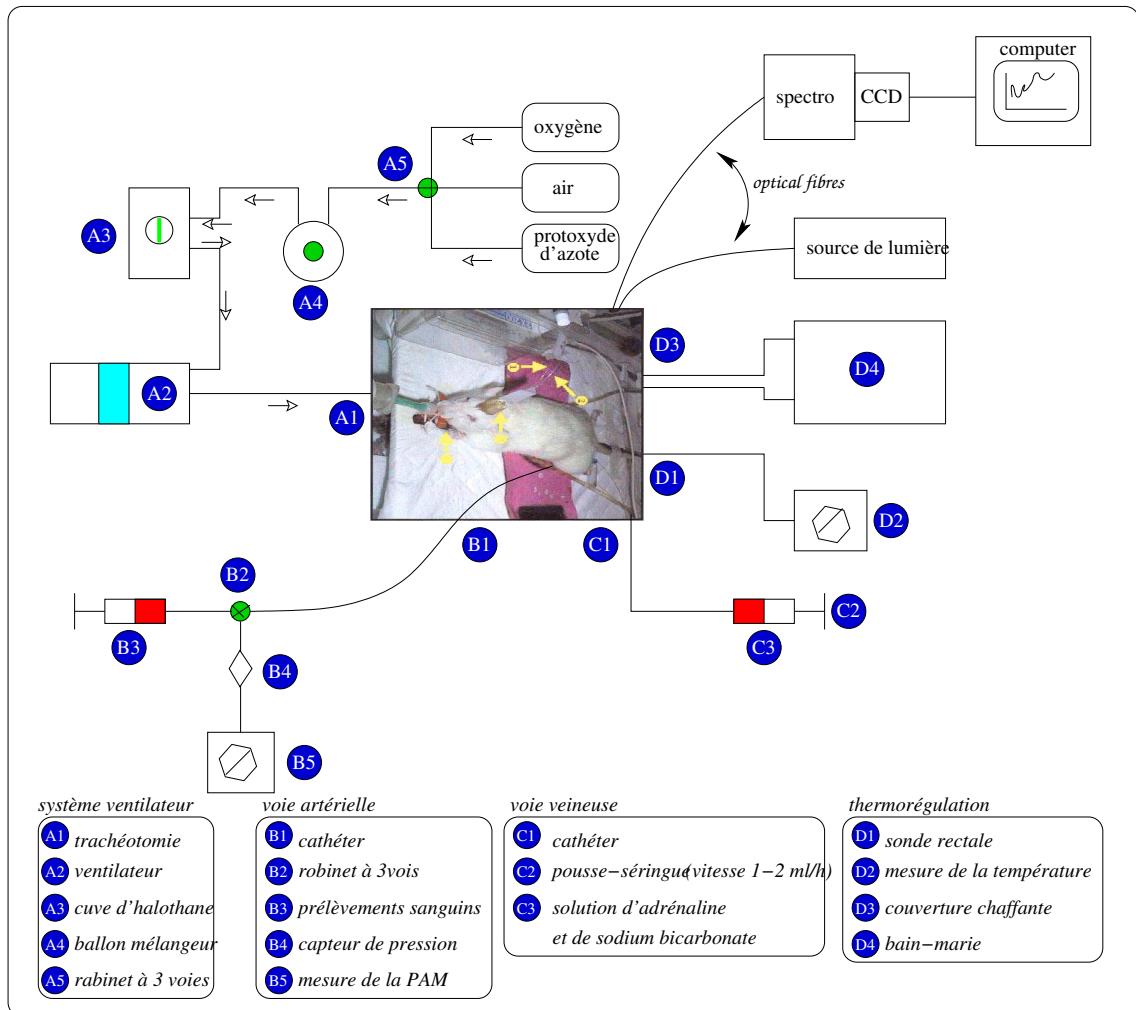 computer
spectro
CCD
oxygène
A5
optical fibres
air
A3
protoxyde
d'azote
source de lumière
A4
D3
D4
A2
A1
D1
D2
B1
C1
B2
B3
C2
C3
B4
B5
système ventilateur
A1 trachéotomie
A2 ventilateur
A3 cuve d'halothane
A4 ballon mélangeur
A5 rabinet à 3 voies
voie artérielle
B1 cathéter
B2 robinet à 3vois
B3 prélèvements sanguins
B4 capteur de pression
B5 mesure de la PAM
voie veineuse
C1 cathéter
C2 pousse−séringue(vitesse 1−2 ml/h)
C3 solution d'adrénaline
et de sodium bicarbonate
thermorégulation
D1 sonde rectale
D2 mesure de la température
D3 couverture chaffante
D4 bain−marie